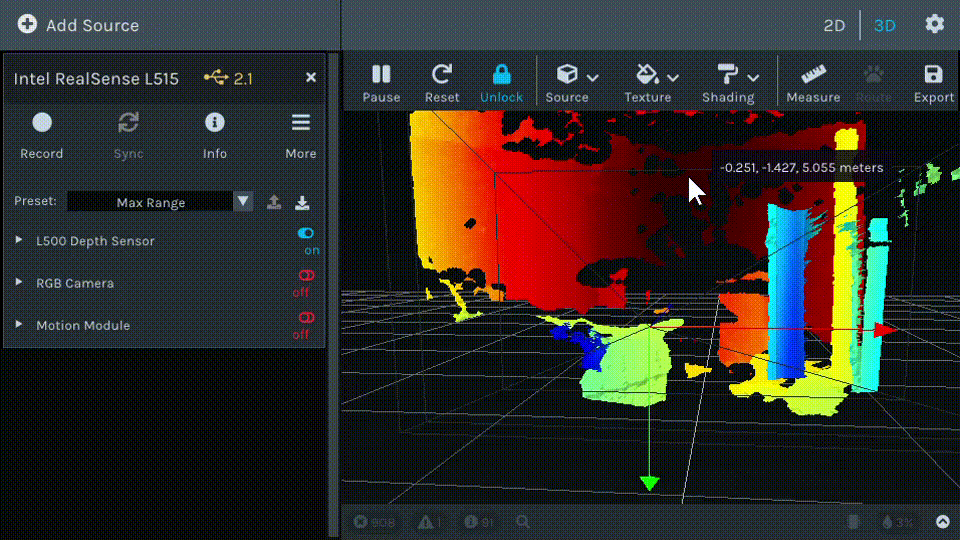 Add Source
2D 3D
Intel RealSense L515 2.1
Pause Reset Unlock Source Texture Shading Measure Route Export
Record Sync Info More
-0.251, -1.427, 5.055 meters
Preset: Max Range
L500 Depth Sensor
on
RGB Camera
off
Motion Module
off
908 1 91 3%